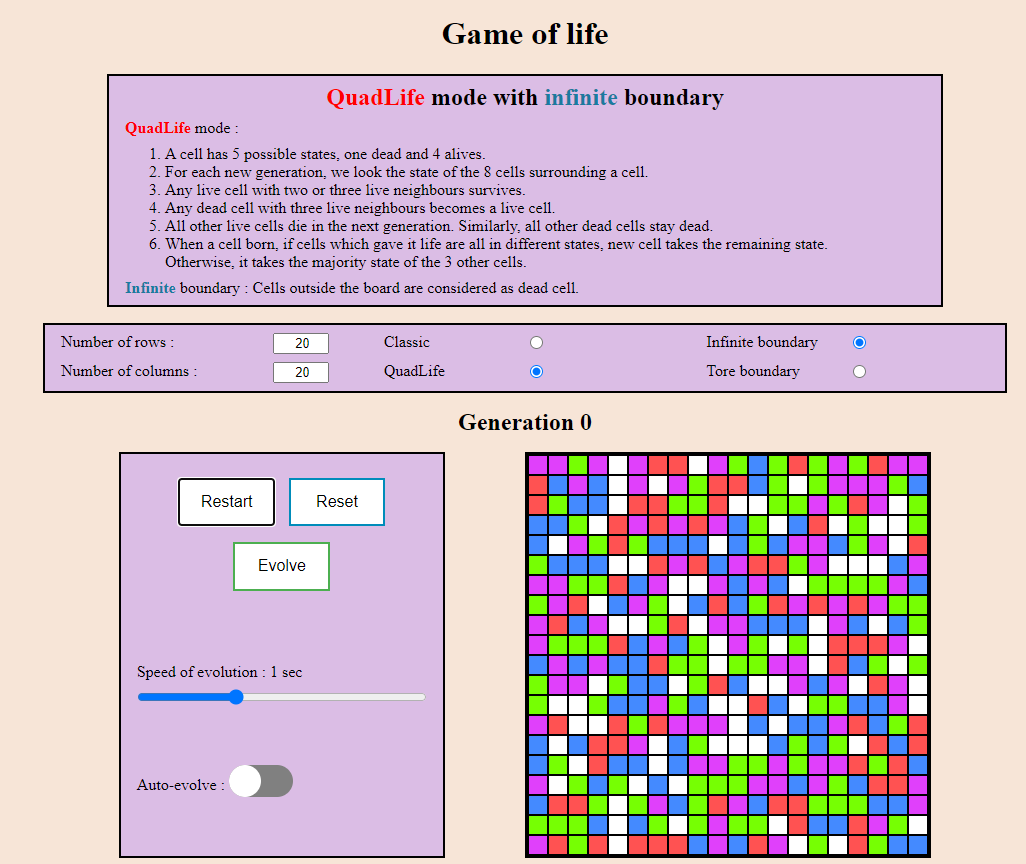 Game of life
QuadLife mode with infinite boundary
QuadLife mode :
1. A cell has 5 possible states, one dead and 4 alives.
2. For each new generation, we look the state of the 8 cells surrounding a cell.
3. Any live cell with two or three live neighbours survives.
4. Any dead cell with three live neighbours becomes a live cell.
5. All other live cells die in the next generation. Similarly, all other dead cells stay dead.
6. When a cell born, if cells which gave it life are all in different states, new cell takes the remaining state.
Otherwise, it takes the majority state of the 3 other cells.
Infinite boundary : Cells outside the board are considered as dead cell.
Number of rows : 20 Classic Infinite boundary
Number of columns : 20 QuadLife Tore boundary
Generation 0
Restart Reset
Evolve
Speed of evolution : 1 sec
Auto-evolve :